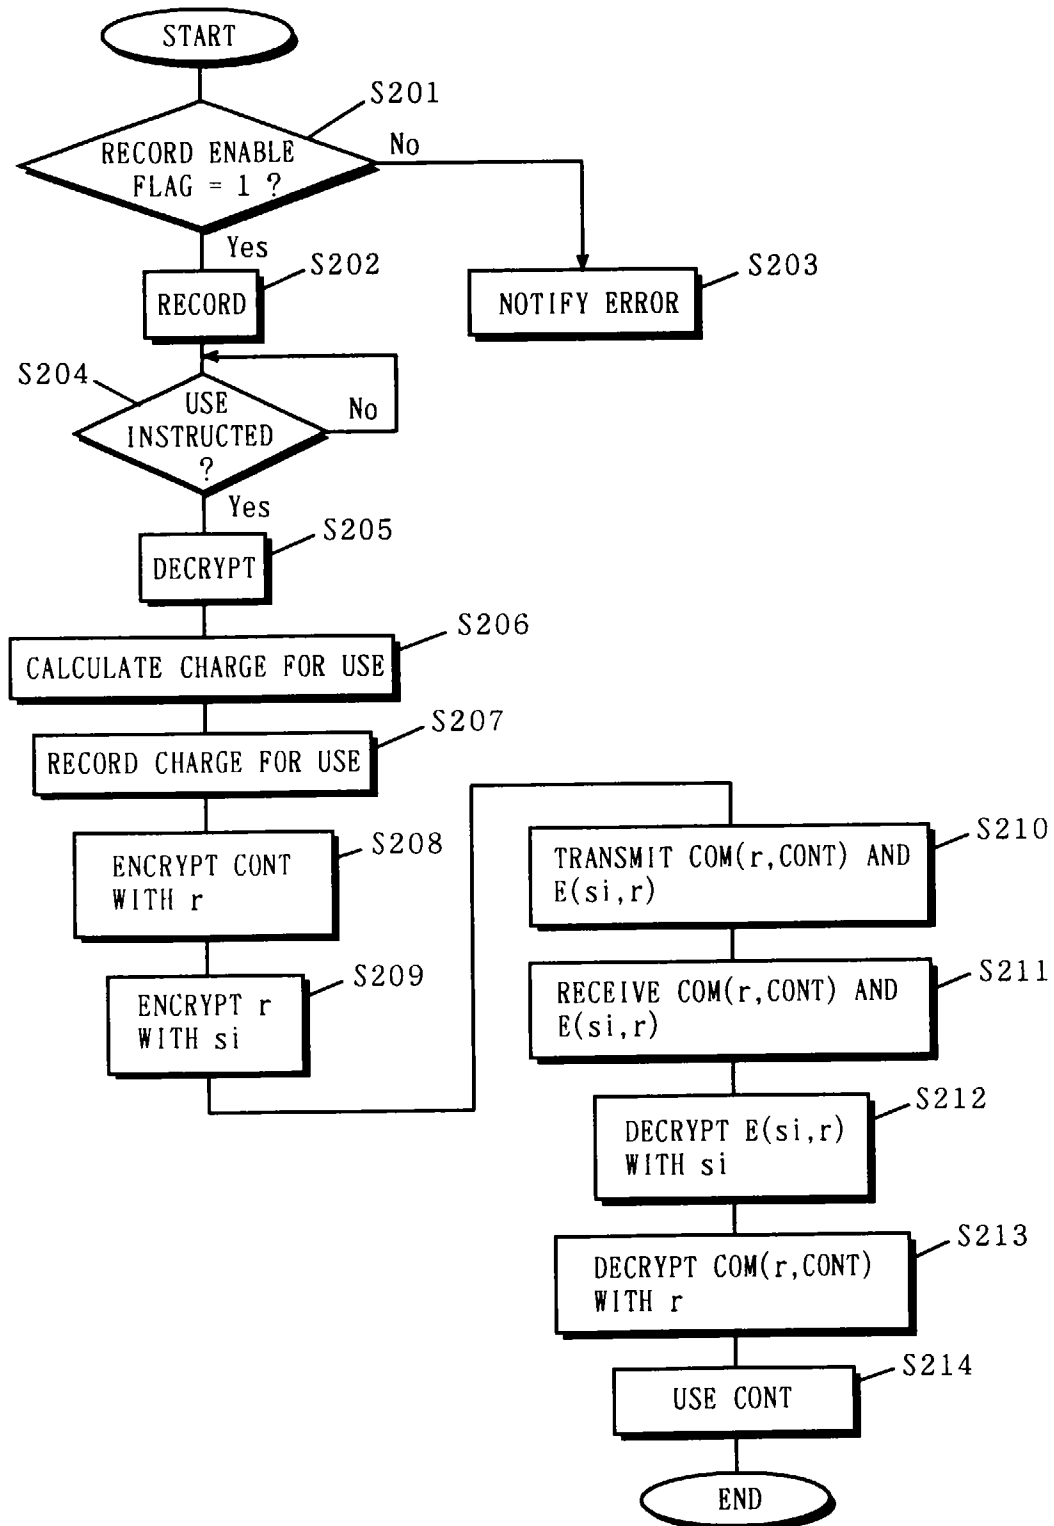 START
S201
RECORD ENABLE
FLAG = 1 ?
No
Yes
S202
RECORD
S203
NOTIFY ERROR
S204
USE
INSTRUCTED
?
No
Yes
S205
DECRYPT
S206
CALCULATE CHARGE FOR USE
S207
RECORD CHARGE FOR USE
S208
ENCRYPT CONT
WITH r
S209
ENCRYPT r
WITH si
S210
TRANSMIT COM(r,CONT) AND
E(si,r)
S211
RECEIVE COM(r,CONT) AND
E(si,r)
S212
DECRYPT E(si,r)
WITH si
S213
DECRYPT COM(r,CONT)
WITH r
S214
USE CONT
END